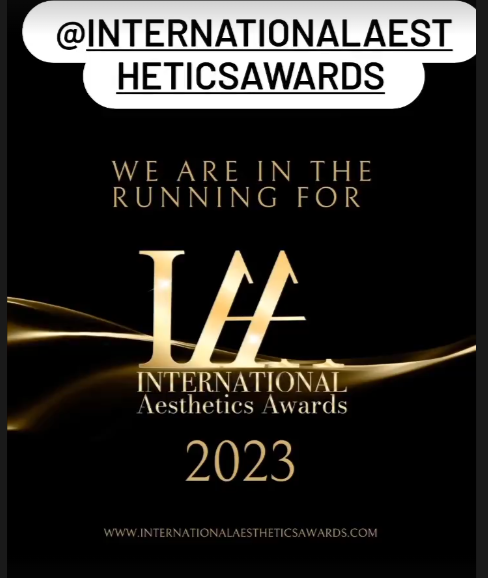 @INTERNATIONALAEST
HETICSAWARDS
WE ARE IN THE
RUNNING FOR
IAA
INTERNATIONAL
Aesthetics Awards
2023
WWW.INTERNATIONALAESTHETICSAWARDS.COM